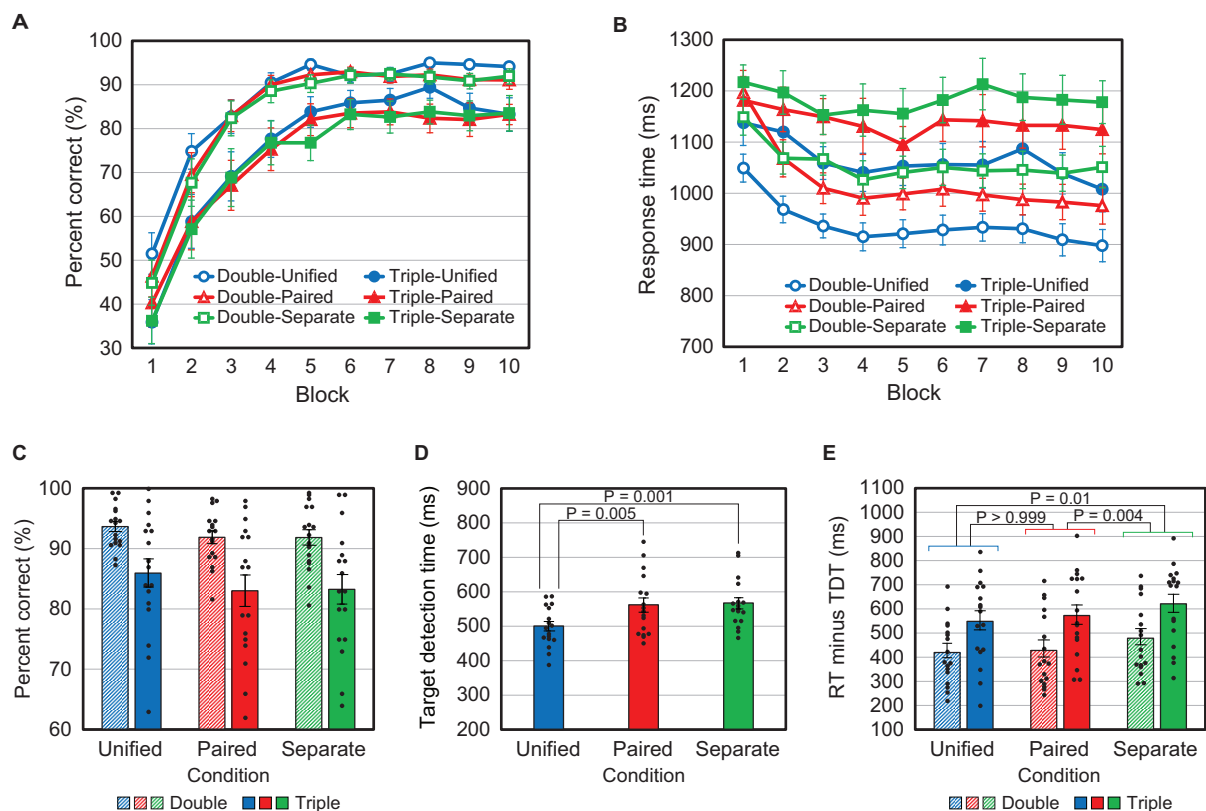 A
Percent correct (%)
100
90
80
70
60
50
40
30
Double-Unified
Triple-Unified
Double-Paired
Triple-Paired
Double-Separate
Triple-Separate
1 2 3 4 5 6 7 8 9 10
Block
B
Response time (ms)
1300
1200
1100
1000
900
800
700
Double-Unified
Triple-Unified
Double-Paired
Triple-Paired
Double-Separate
Triple-Separate
1 2 3 4 5 6 7 8 9 10
Block
C
Percent correct (%)
100
90
80
70
60
Unified Paired Separate
Condition
Double Triple
D
Target detection time (ms)
900
800
700
600
500
400
300
200
P = 0.001
P = 0.005
Unified Paired Separate
Condition
E
RT minus TDT (ms)
1100
1000
900
800
700
600
500
400
300
200
100
P = 0.01
P > 0.999
P = 0.004
Unified Paired Separate
Condition
Double Triple